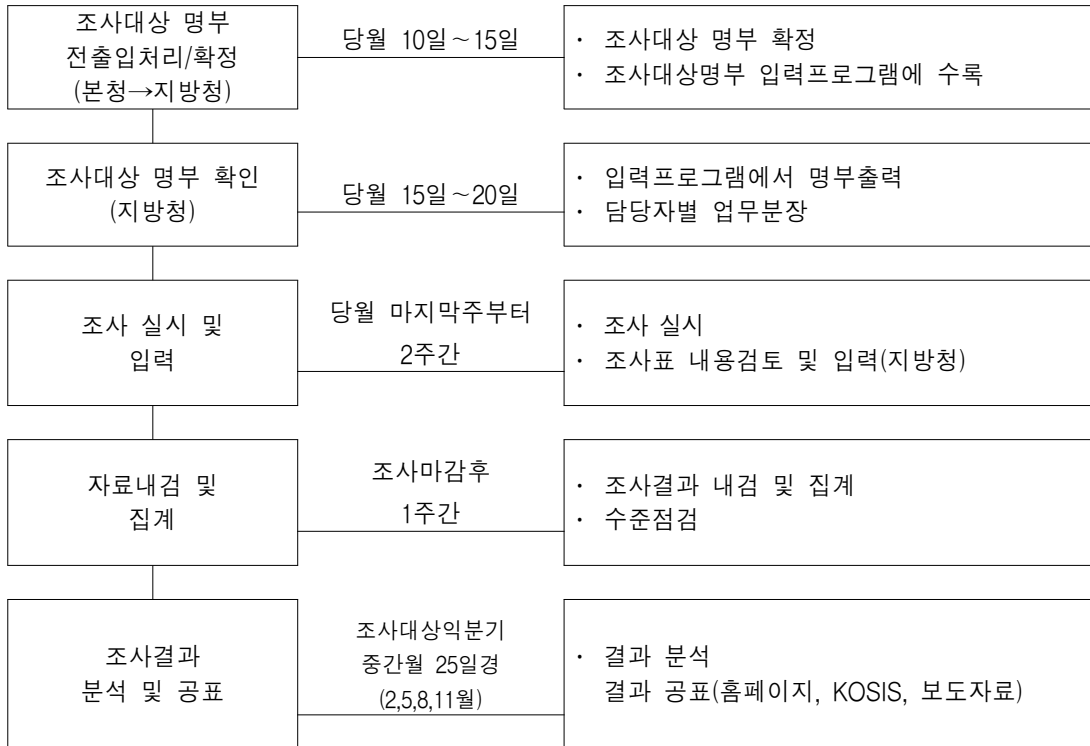 조사대상 명부
전출입처리/확정
(본청→지방청)
당월 10일～15일
· 조사대상 명부 확정
· 조사대상명부 입력프로그램에 수록
조사대상 명부 확인
(지방청)
당월 15일～20일
· 입력프로그램에서 명부출력
· 담당자별 업무분장
조사 실시 및
입력
당월 마지막주부터
2주간
· 조사 실시
· 조사표 내용검토 및 입력(지방청)
자료내검 및
집계
조사마감후
1주간
· 조사결과 내검 및 집계
· 수준점검
조사결과
분석 및 공표
조사대상익분기
중간월 25일경
(2,5,8,11월)
· 결과 분석
결과 공표(홈페이지, KOSIS, 보도자료)